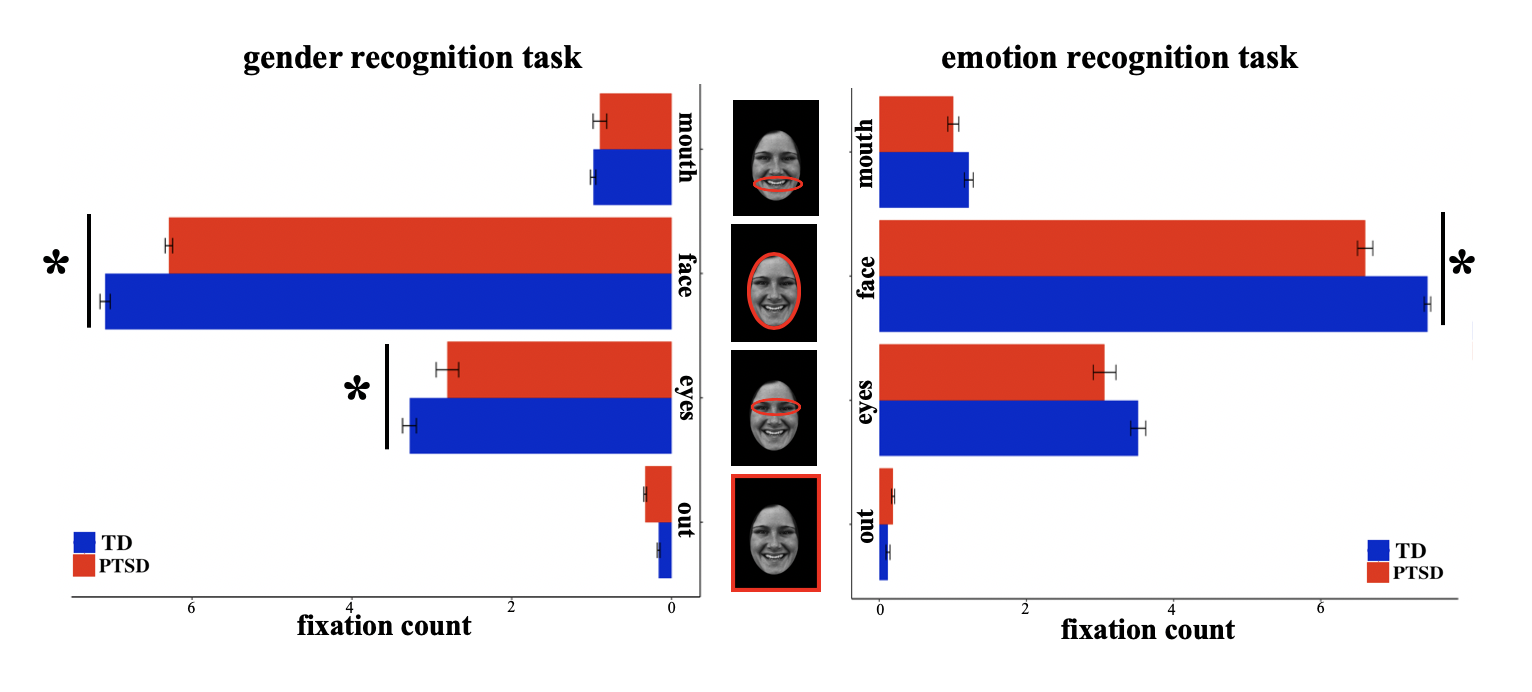 gender recognition task
mouth
face
eyes
out
*
*
TD
PTSD
6 4 2 0
fixation count
emotion recognition task
mouth
face
eyes
out
*
TD
PTSD
0 2 4 6
fixation count